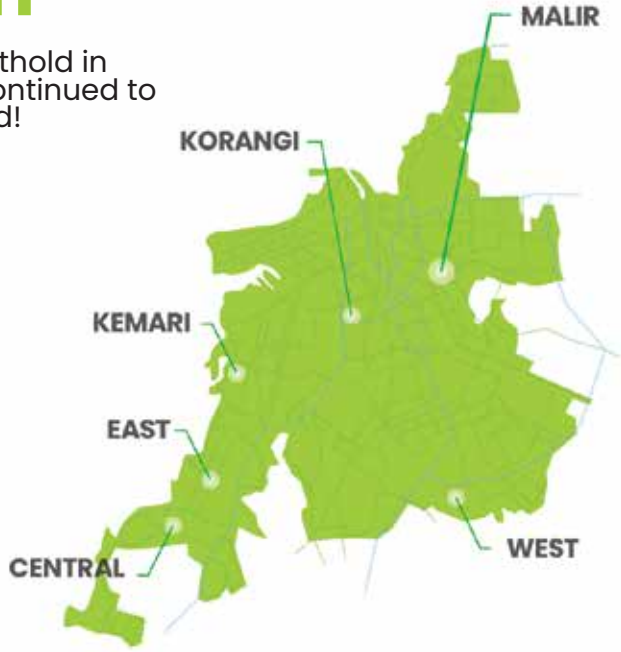 MALIR
thold in
ontinued to
d!
KORANGI
KEMARI
EAST
CENTRAL
WEST